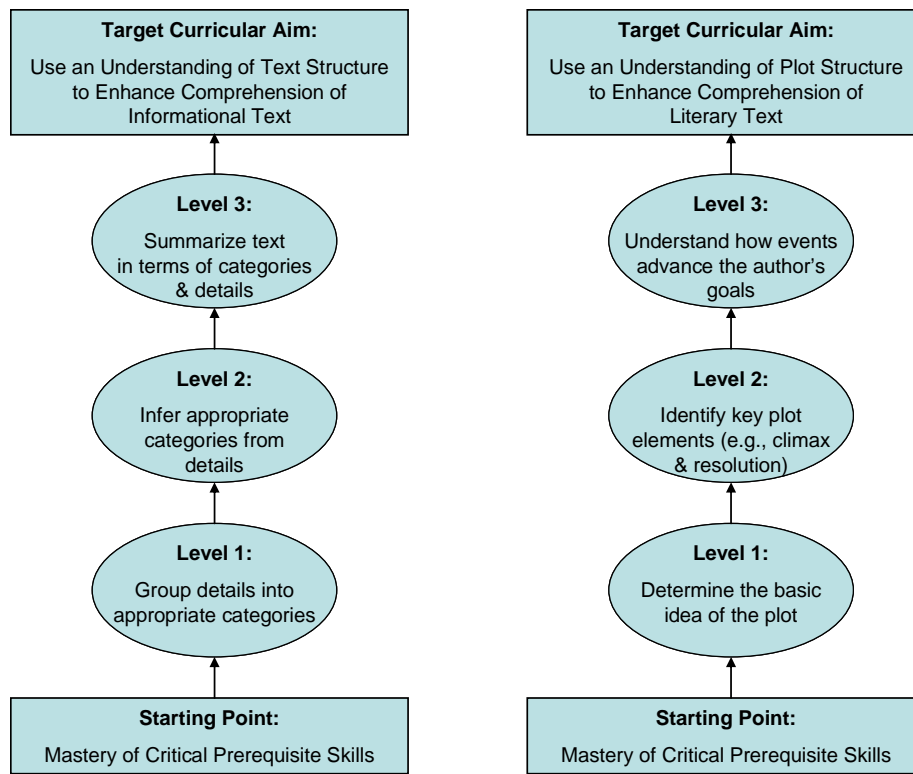 Target Curricular Aim:
Use an Understanding of Text Structure
to Enhance Comprehension of
Informational Text
Level 3:
Summarize text
in terms of categories
& details
Level 2:
Infer appropriate
categories from
details
Level 1:
Group details into
appropriate categories
Starting Point:
Mastery of Critical Prerequisite Skills
Target Curricular Aim:
Use an Understanding of Plot Structure
to Enhance Comprehension of
Literary Text
Level 3:
Understand how events
advance the author's
goals
Level 2:
Identify key plot
elements (e.g., climax
& resolution)
Level 1:
Determine the basic
idea of the plot
Starting Point:
Mastery of Critical Prerequisite Skills